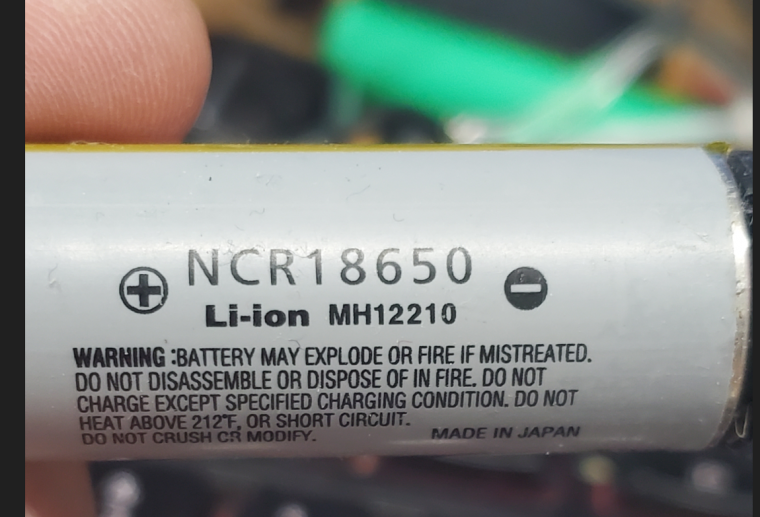 NCR18650
Li-ion MH12210
WARNING :BATTERY MAY EXPLODE OR FIRE IF MISTREATED.
DO NOT DISASSEMBLE OR DISPOSE OF IN FIRE. DO NOT
CHARGE EXCEPT SPECIFIED CHARGING CONDITION. DO NOT
HEAT ABOVE 212°F, OR SHORT CIRCUIT.
DO NOT CRUSH OR MODIFY. MADE IN JAPAN